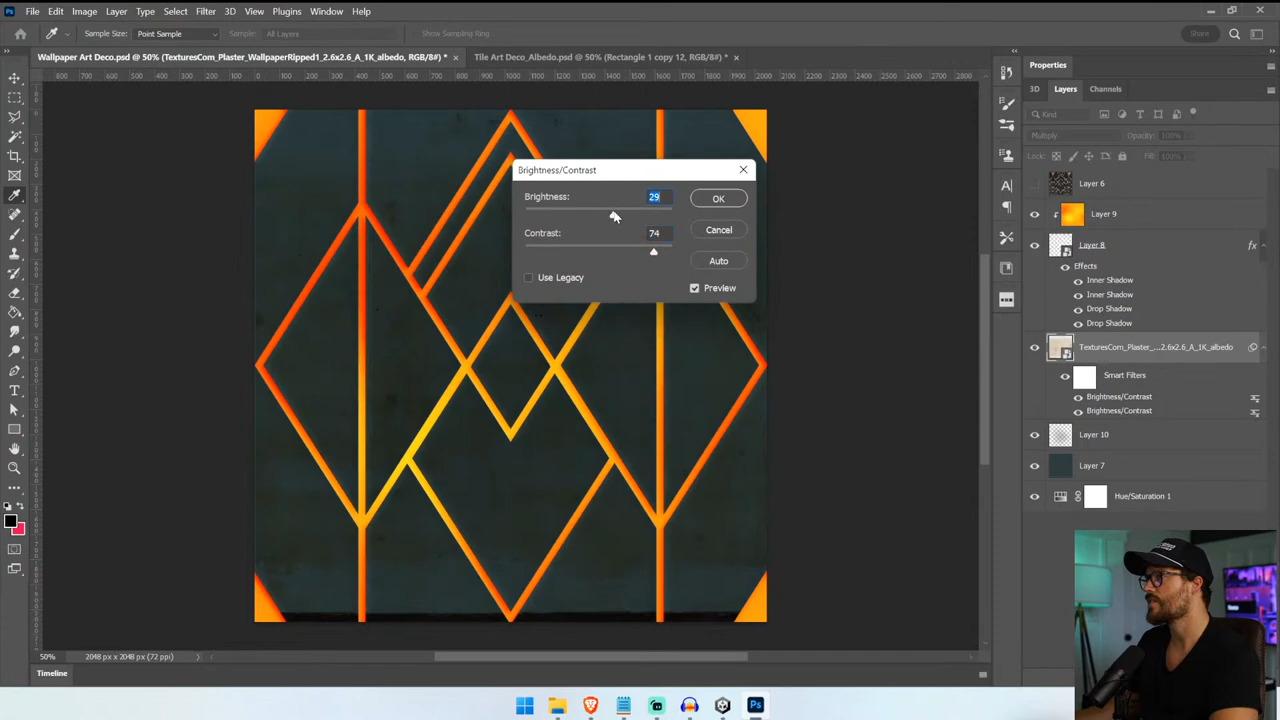 Ps File Edit Image Layer Type Select Filter 3D View Plugins Window Help
Sample Size: Point Sample Sample: All Layers Show Sampling Ring Share
Wallpaper Art Deco.psd @ 50% (TexturesCom_Plaster_WallpaperRipped1_2.6x2.6_A_1K_albedo, RGB/8#) * × Tile Art Deco_Albedo.psd @ 50% (Rectangle 1 copy 12, RGB/8#) * ×
Properties
3D Layers Channels
Kind
Multiply Opacity: 100%
Lock: Fill: 100%
Layer 6
Layer 9
Layer 8 fx
Effects
Inner Shadow
Inner Shadow
Drop Shadow
Drop Shadow
TexturesCom_Plaster_...2.6x2.6_A_1K_albedo
Smart Filters
Brightness/Contrast
Brightness/Contrast
Layer 10
Layer 7
Hue/Saturation 1
Brightness/Contrast
Brightness: 29 OK
Contrast: 74 Cancel
Auto
Use Legacy Preview
50% 2048 px x 2048 px (72 ppi)
Timeline
Ps